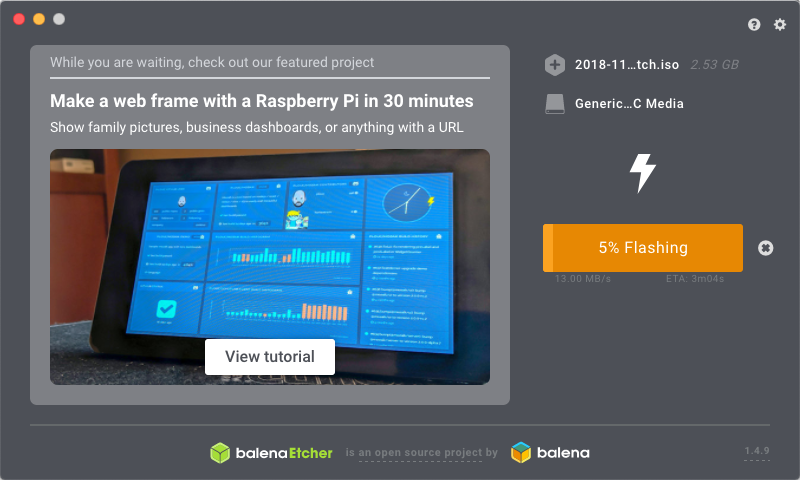 While you are waiting, check out our featured project
Make a web frame with a Raspberry Pi in 30 minutes
Show family pictures, business dashboards, or anything with a URL
View tutorial
2018-11…tch.iso 2.53 GB
Generic…C Media
5% Flashing
13.00 MB/s ETA: 3m04s
balenaEtcher is an open source project by balena
1.4.9